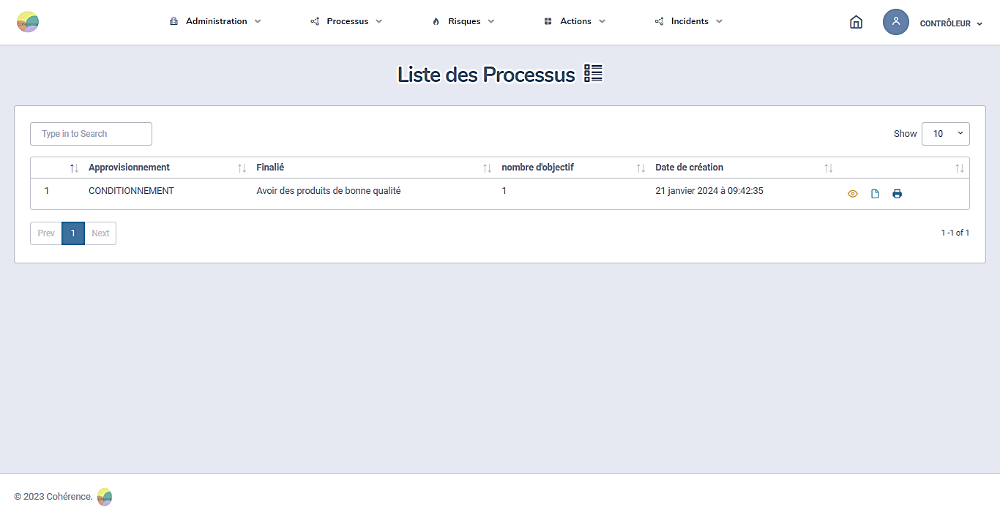 Cohérence
Administration
Processus
Risques
Actions
Incidents
CONTRÔLEUR
Liste des Processus
Type in to Search
Show 10
Approvisionnement Finalié nombre d'objectif Date de création
1 CONDITIONNEMENT Avoir des produits de bonne qualité 1 21 janvier 2024 à 09:42:35
Prev 1 Next
1 -1 of 1
© 2023 Cohérence.
Cohérence